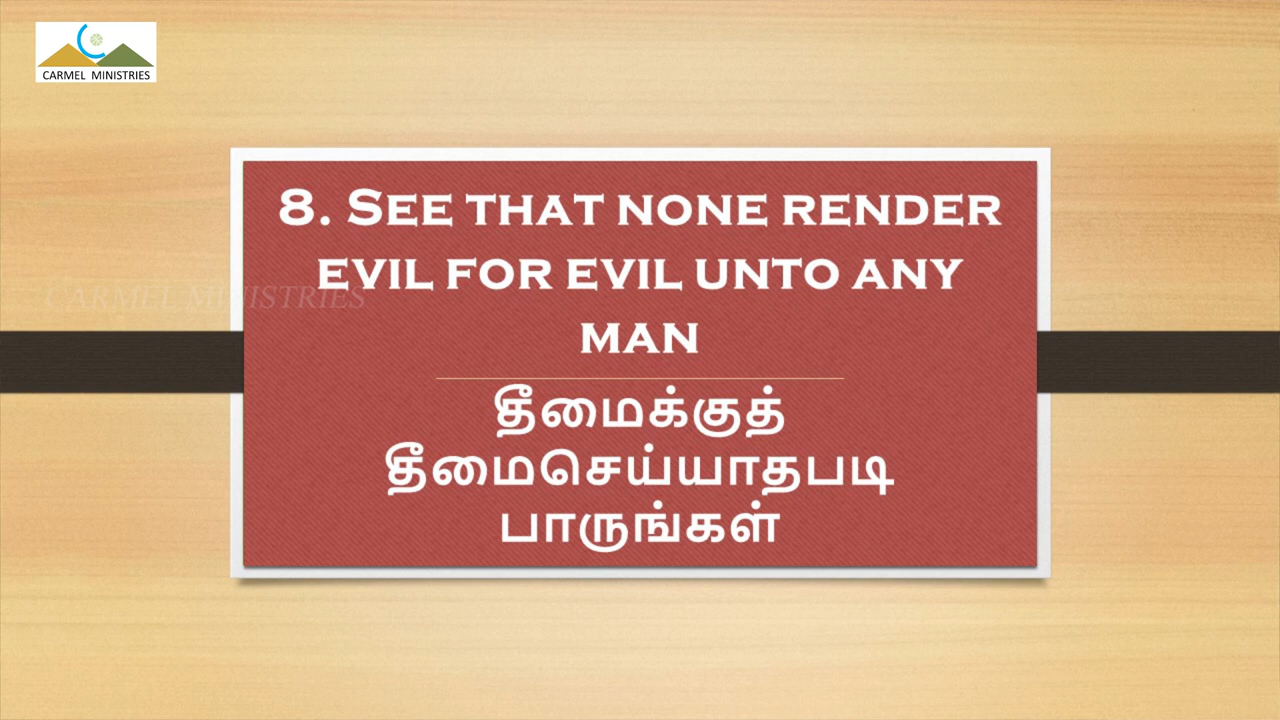 CARMEL MINISTRIES
8. SEE THAT NONE RENDER
EVIL FOR EVIL UNTO ANY
MAN
CARMEL MINISTRIES
தீமைக்குத்
தீமைசெய்யாதபடி
பாருங்கள்